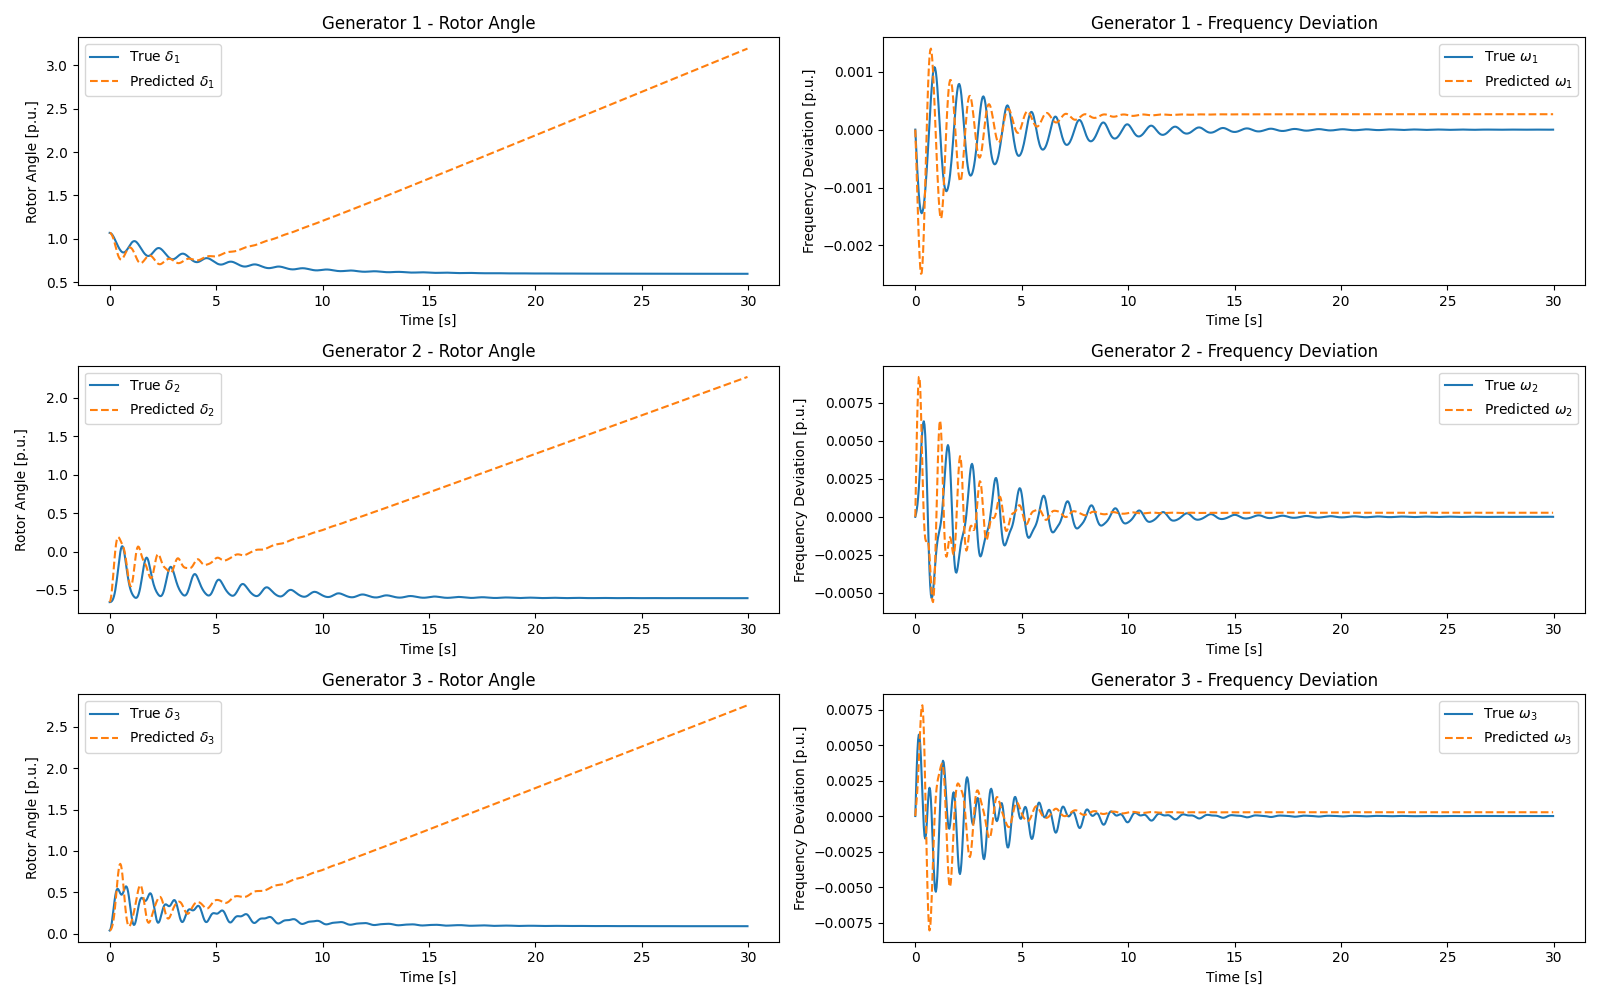 Generator 1 - Rotor Angle
Rotor Angle [p.u.]
3.0
2.5
2.0
1.5
1.0
0.5
True δ₁
Predicted δ₁
0 5 10 15 20 25 30
Time [s]
Generator 1 - Frequency Deviation
Frequency Deviation [p.u.]
0.001
0.000
−0.001
−0.002
True ω₁
Predicted ω₁
0 5 10 15 20 25 30
Time [s]
Generator 2 - Rotor Angle
Rotor Angle [p.u.]
2.0
1.5
1.0
0.5
0.0
−0.5
True δ₂
Predicted δ₂
0 5 10 15 20 25 30
Time [s]
Generator 2 - Frequency Deviation
Frequency Deviation [p.u.]
0.0075
0.0050
0.0025
0.0000
−0.0025
−0.0050
True ω₂
Predicted ω₂
0 5 10 15 20 25 30
Time [s]
Generator 3 - Rotor Angle
Rotor Angle [p.u.]
2.5
2.0
1.5
1.0
0.5
0.0
True δ₃
Predicted δ₃
0 5 10 15 20 25 30
Time [s]
Generator 3 - Frequency Deviation
Frequency Deviation [p.u.]
0.0075
0.0050
0.0025
0.0000
−0.0025
−0.0050
−0.0075
True ω₃
Predicted ω₃
0 5 10 15 20 25 30
Time [s]